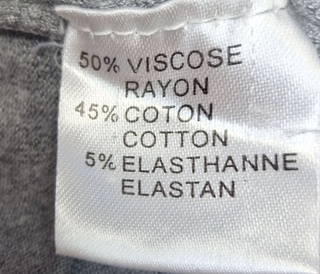 50% VISCOSE
RAYON
45% COTON
COTTON
5% ELASTHANNE
ELASTAN